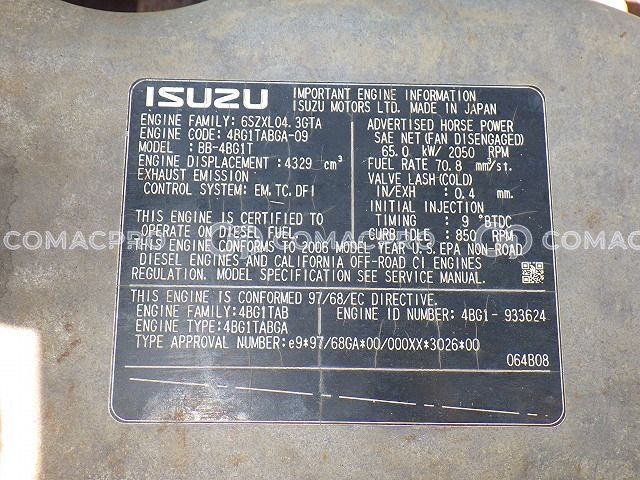 ISUZU
IMPORTANT ENGINE INFORMATION
ISUZU MOTORS LTD. MADE IN JAPAN
ENGINE FAMILY: 6SZXL04.3GTA
ENGINE CODE: 4BG1TABGA-09
MODEL : BB-4BG1T
ENGINE DISPLACEMENT: 4329 cm³
EXHAUST EMISSION
CONTROL SYSTEM: EM, TC, DFI
ADVERTISED HORSE POWER
SAE NET (FAN DISENGAGED)
65.0 kW/ 2050 RPM
FUEL RATE 70.8 mm³/st.
VALVE LASH (COLD)
IN/EXH : 0.4 mm.
INITIAL INJECTION
TIMING : 9 °BTDC
CURB IDLE: 850 RPM
THIS ENGINE IS CERTIFIED TO
OPERATE ON DIESEL FUEL.
THIS ENGINE CONFORMS TO 2006 MODEL YEAR U.S. EPA NON-ROAD
DIESEL ENGINES AND CALIFORNIA OFF-ROAD CI ENGINES
REGULATION. MODEL SPECIFICATION SEE SERVICE MANUAL.
THIS ENGINE IS CONFORMED 97/68/EC DIRECTIVE.
ENGINE FAMILY: 4BG1TAB
ENGINE ID NUMBER: 4BG1- 933624
ENGINE TYPE: 4BG1TABGA
TYPE APPROVAL NUMBER: e9*97/68GA*00/000XX*3026*00
064B08
COMACPRO COMACPRO COMACPRO